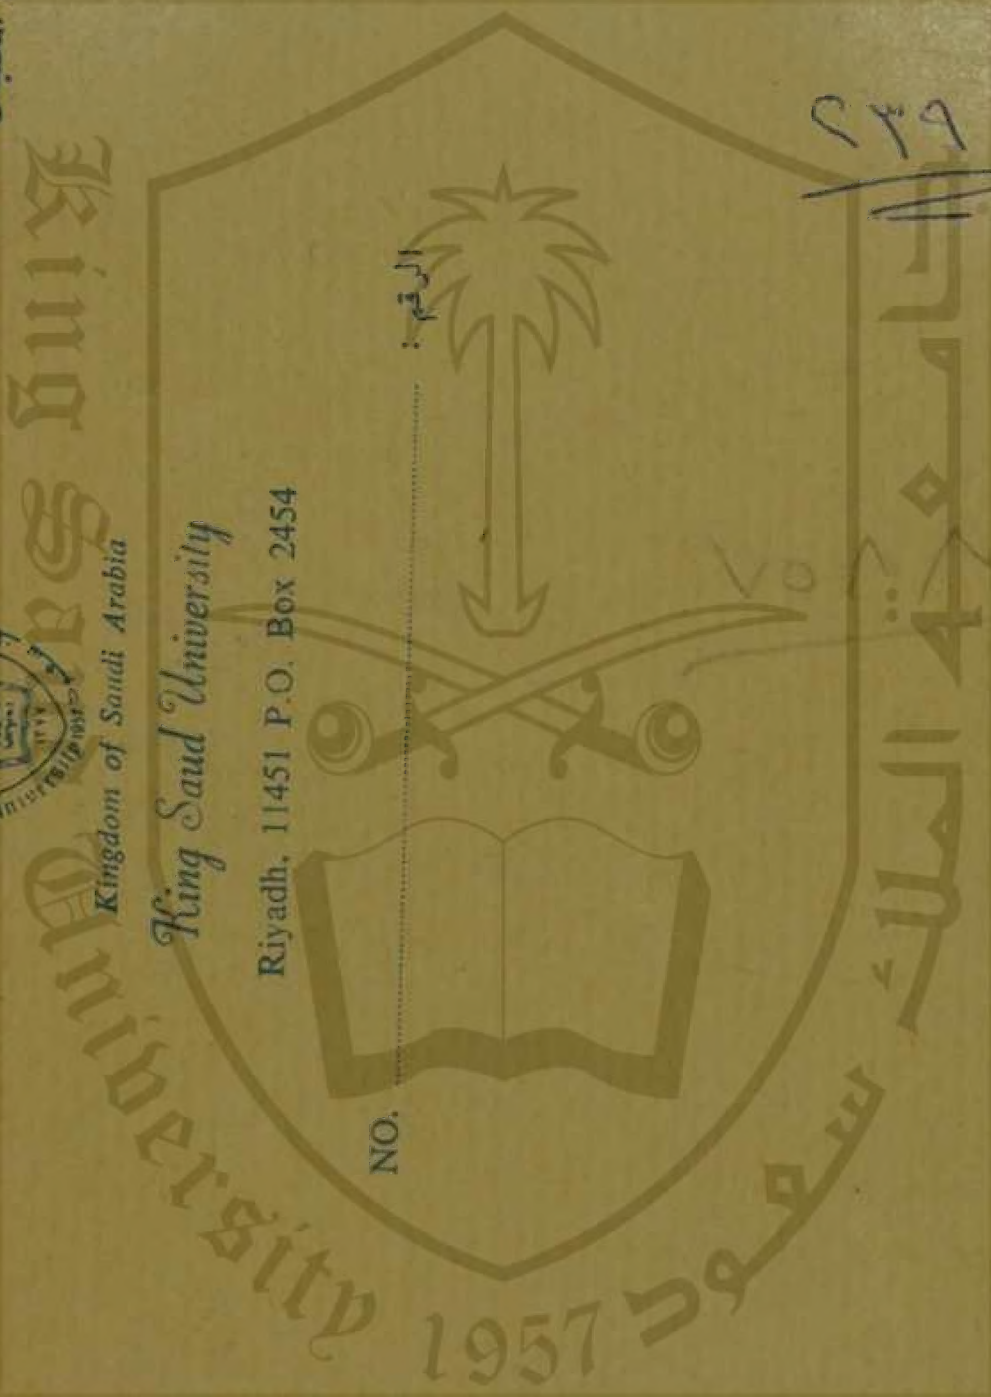 Kingdom of Saudi Arabia
King Saud University
Riyadh, 11451 P.O. Box 2454
NO. الرقم :
٢٣٩
King Saud University 1957
جامعة الملك سعود